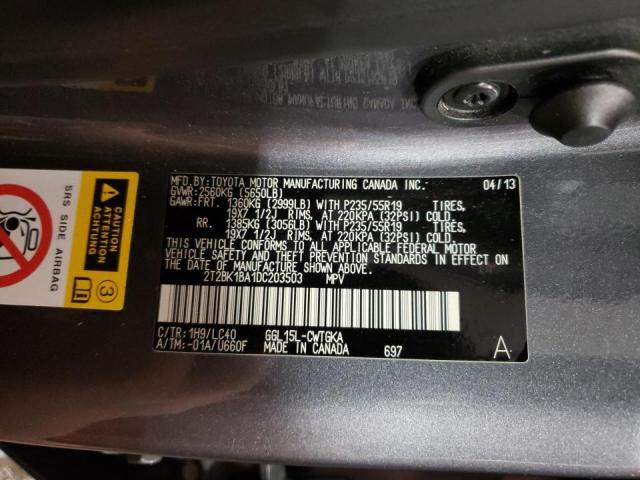 MFD.BY:TOYOTA MOTOR MANUFACTURING CANADA INC. 04/13
GVWR:2560KG (5650LB)
GAWR:FRT. 1360KG (2999LB) WITH P235/55R19 TIRES,
19X7 1/2J RIMS, AT 220KPA (32PSI) COLD.
RR. 1385KG (3056LB) WITH P235/55R19 TIRES,
19X7 1/2J RIMS, AT 220KPA (32PSI) COLD.
THIS VEHICLE CONFORMS TO ALL APPLICABLE FEDERAL MOTOR
VEHICLE SAFETY AND THEFT PREVENTION STANDARDS IN EFFECT ON
THE DATE OF MANUFACTURE SHOWN ABOVE.
2T2BK1BA1DC203503 MPV
C/TR: 1H9/LC40 GGL15L-CWTGKA
A/TM:-01A/U660F MADE IN CANADA 697
A
SRS SIDE AIRBAG
3